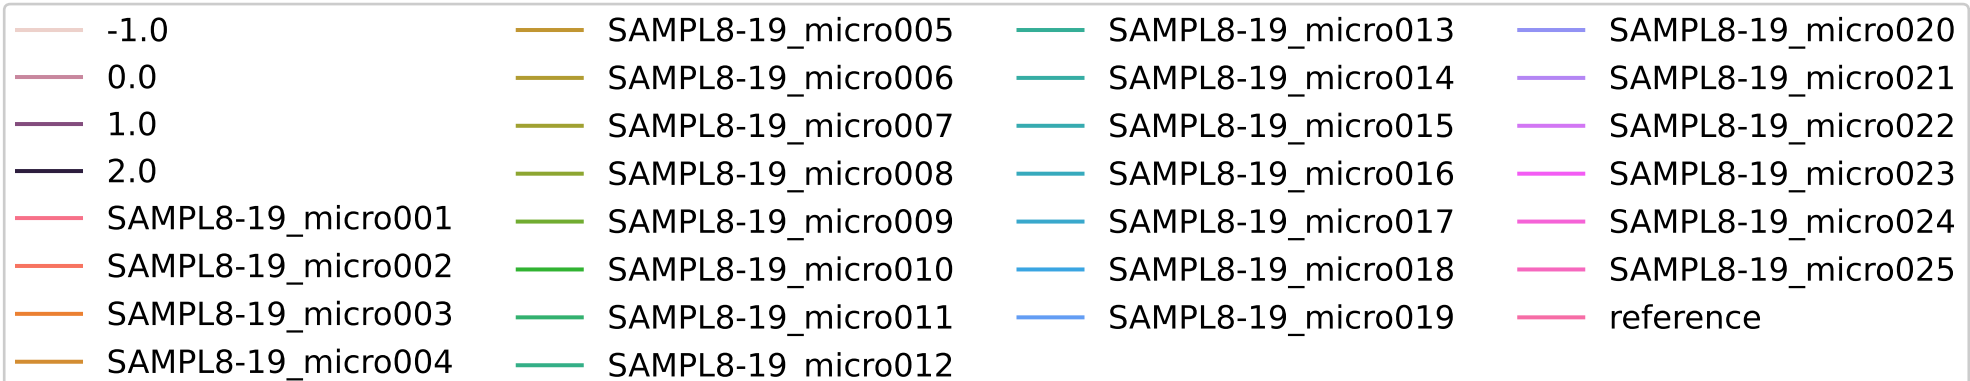 -1.0
0.0
1.0
2.0
SAMPL8-19_micro001
SAMPL8-19_micro002
SAMPL8-19_micro003
SAMPL8-19_micro004
SAMPL8-19_micro005
SAMPL8-19_micro006
SAMPL8-19_micro007
SAMPL8-19_micro008
SAMPL8-19_micro009
SAMPL8-19_micro010
SAMPL8-19_micro011
SAMPL8-19_micro012
SAMPL8-19_micro013
SAMPL8-19_micro014
SAMPL8-19_micro015
SAMPL8-19_micro016
SAMPL8-19_micro017
SAMPL8-19_micro018
SAMPL8-19_micro019
SAMPL8-19_micro020
SAMPL8-19_micro021
SAMPL8-19_micro022
SAMPL8-19_micro023
SAMPL8-19_micro024
SAMPL8-19_micro025
reference